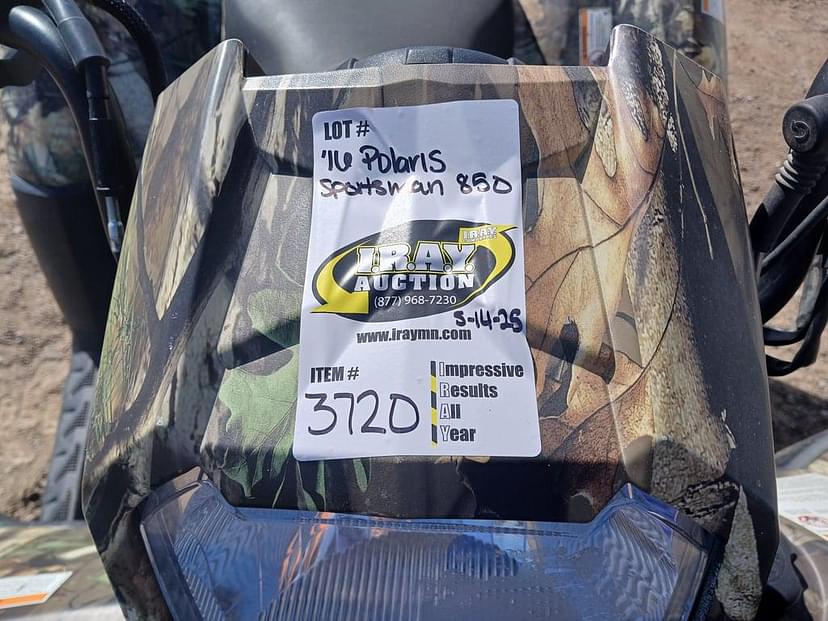 LOT #
'16 Polaris
Sportsman 850
I.R.A.Y.
I.R.A.Y.
AUCTION
(877) 968-7230
5-14-25
www.iraymn.com
ITEM #
3720
Impressive
Results
All
Year
I
R
A
Y